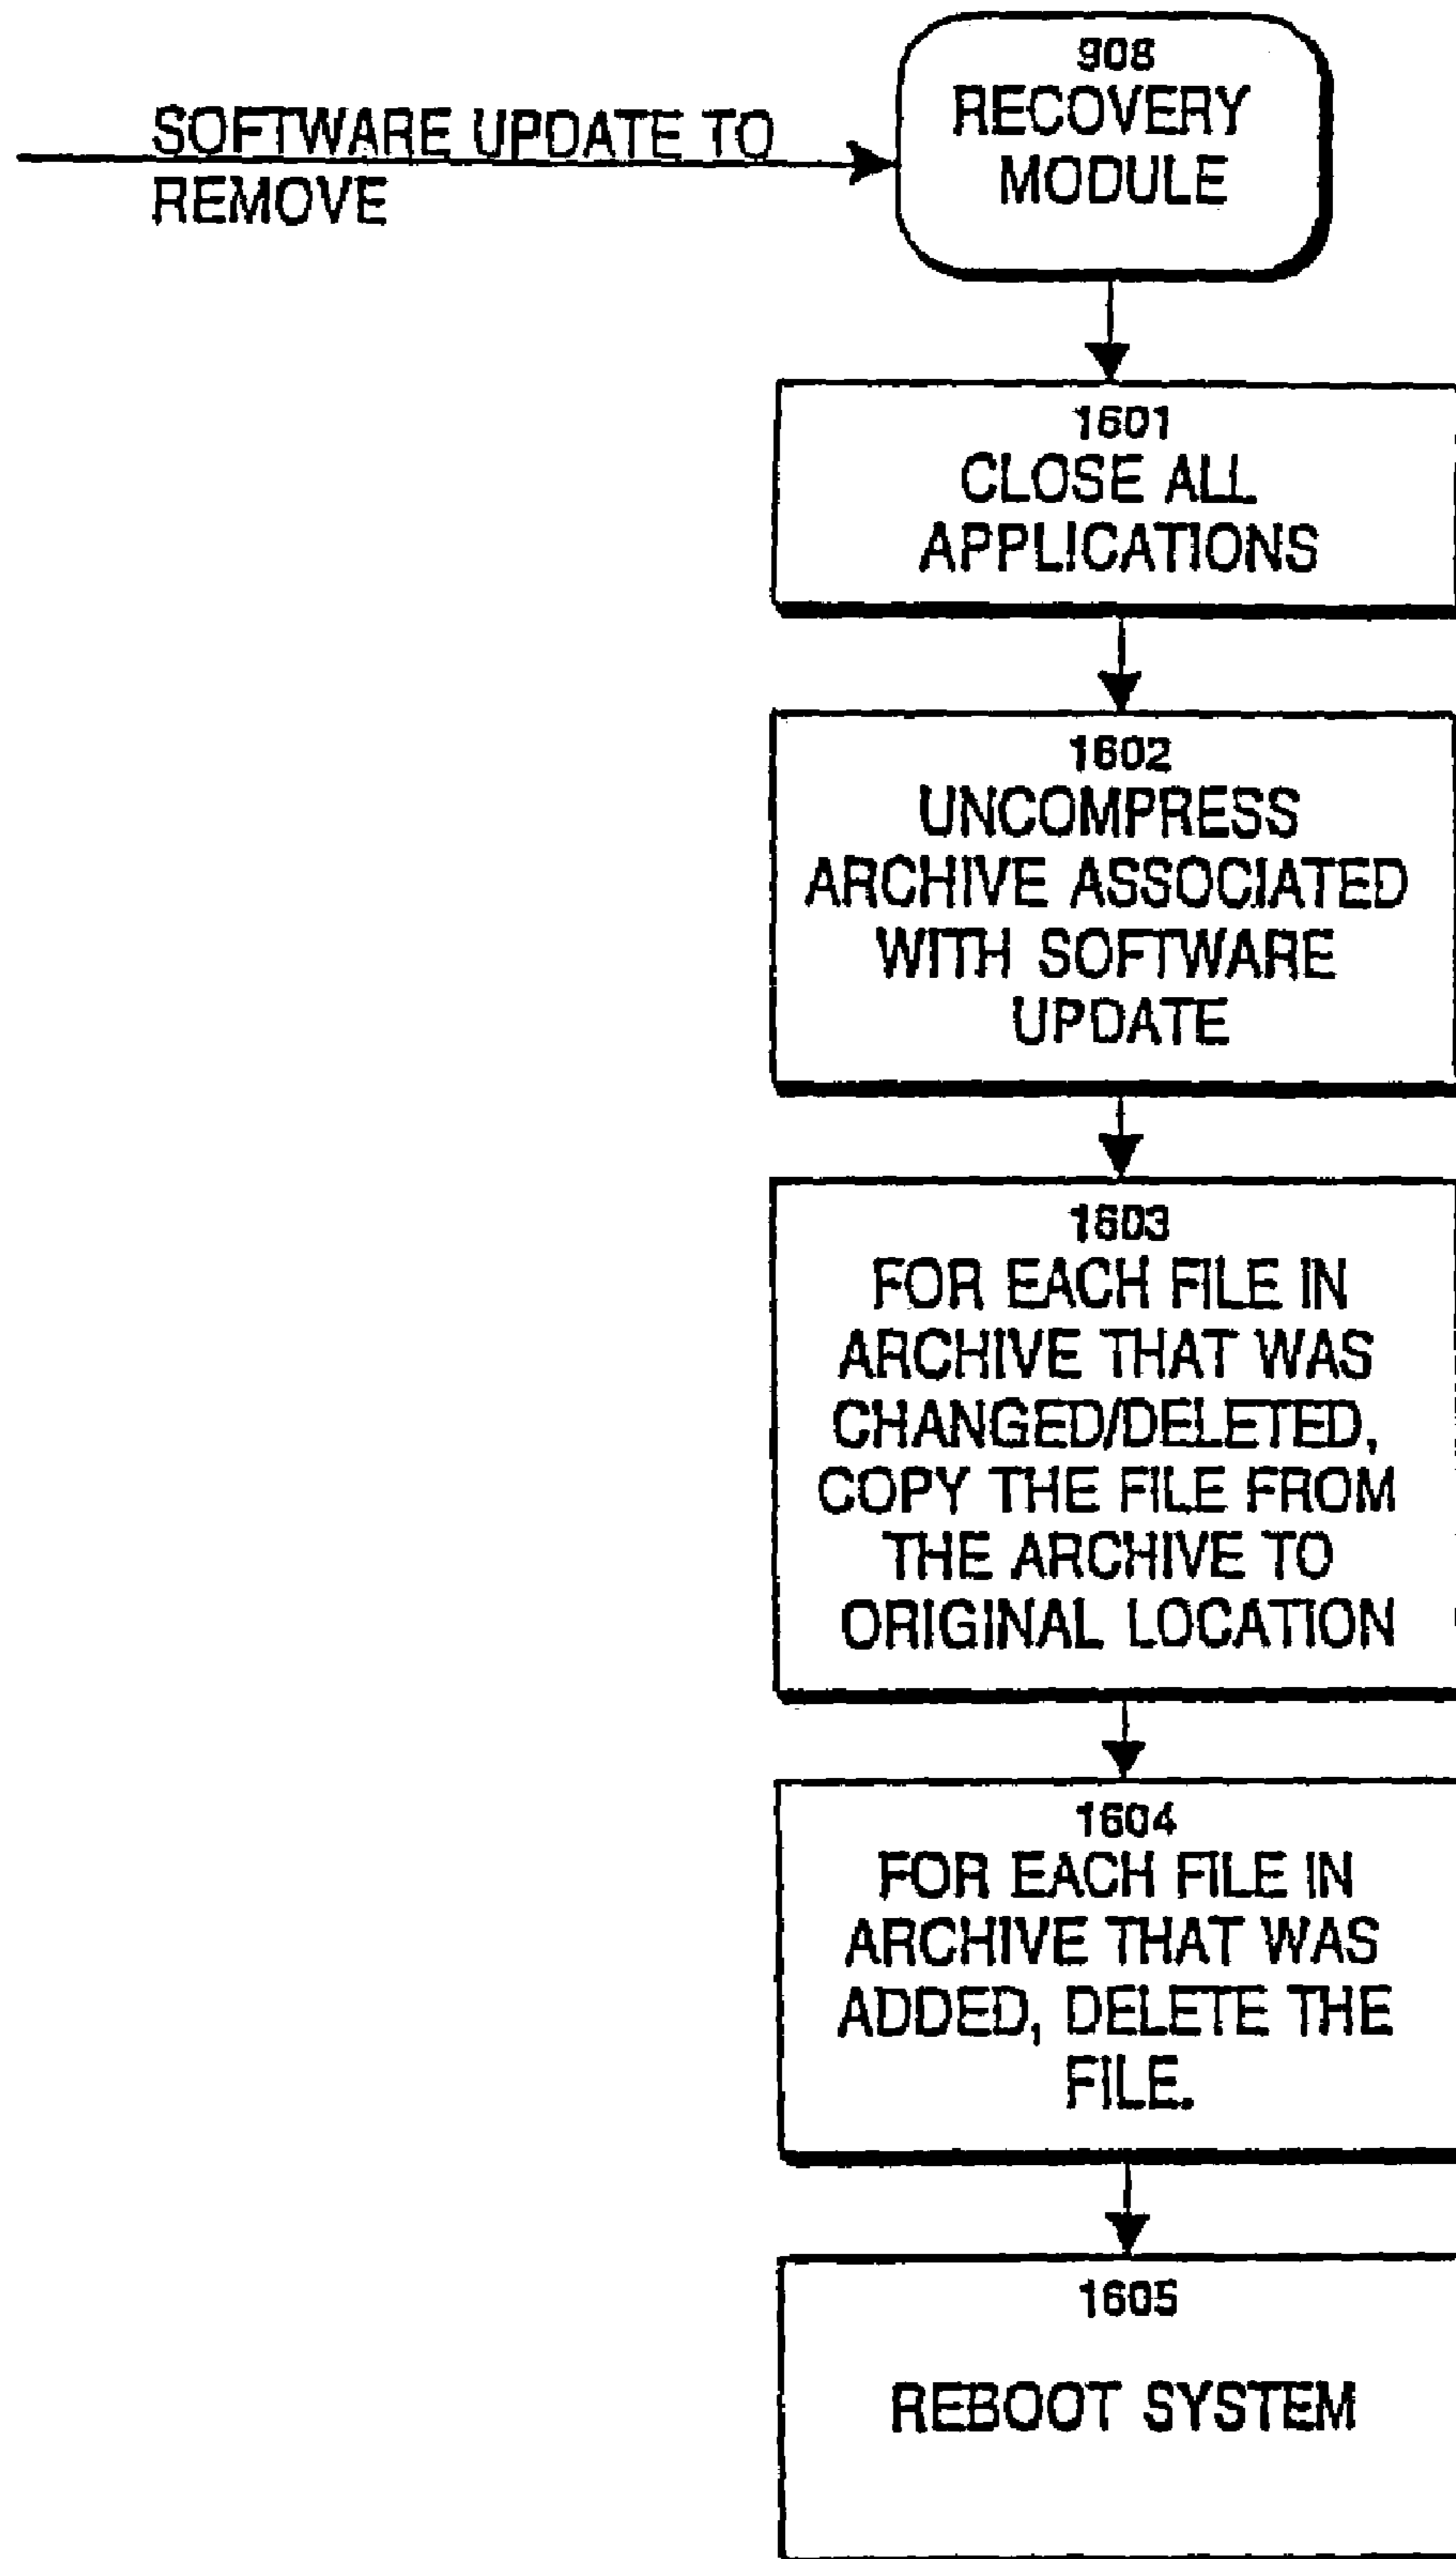 SOFTWARE UPDATE TO
REMOVE
908
RECOVERY
MODULE
1601
CLOSE ALL
APPLICATIONS
1602
UNCOMPRESS
ARCHIVE ASSOCIATED
WITH SOFTWARE
UPDATE
1603
FOR EACH FILE IN
ARCHIVE THAT WAS
CHANGED/DELETED,
COPY THE FILE FROM
THE ARCHIVE TO
ORIGINAL LOCATION
1604
FOR EACH FILE IN
ARCHIVE THAT WAS
ADDED, DELETE THE
FILE.
1605
REBOOT SYSTEM